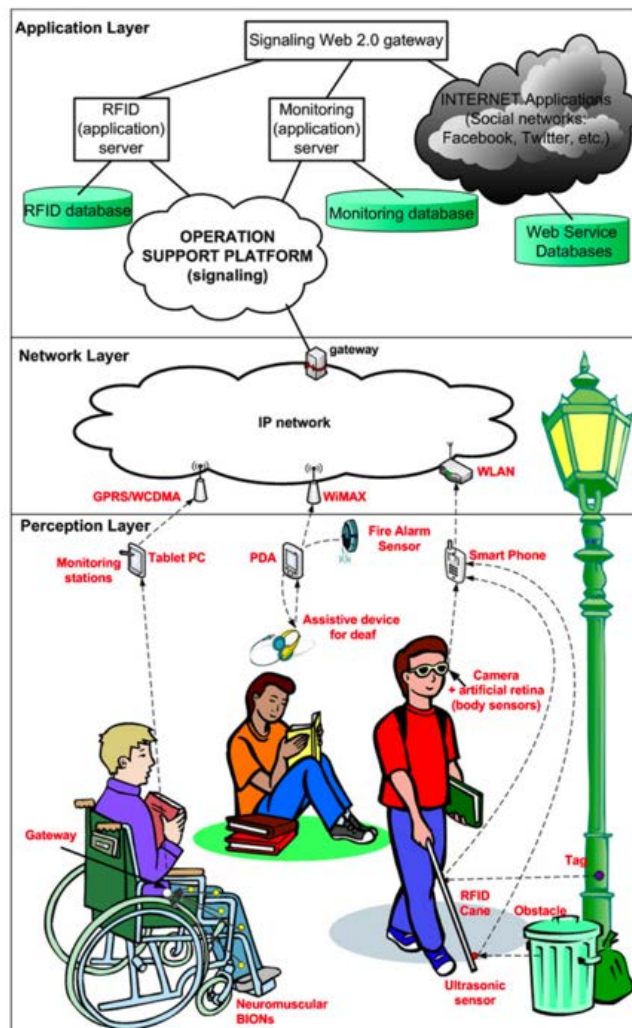 Application Layer
Signaling Web 2.0 gateway
RFID
(application)
server
Monitoring
(application)
server
INTERNET Applications
(Social networks:
Facebook, Twitter, etc.)
RFID database
Monitoring database
Web Service
Databases
OPERATION
SUPPORT PLATFORM
(signaling)
Network Layer
gateway
IP network
GPRS/WCDMA
WiMAX
WLAN
Perception Layer
Monitoring
stations
Tablet PC
PDA
Fire Alarm
Sensor
Smart Phone
Assistive device
for deaf
Camera
+ artificial retina
(body sensors)
Gateway
Tag
RFID
Cane
Obstacle
Ultrasonic
sensor
Neuromuscular
BIONs